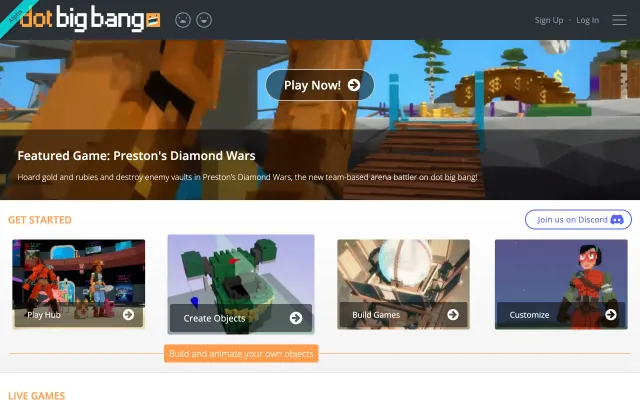 Alpha
dot big bang
Sign Up · Log In
Play Now!
Featured Game: Preston's Diamond Wars
Hoard gold and rubies and destroy enemy vaults in Preston's Diamond Wars, the new team-based arena battler on dot big bang!
GET STARTED
Join us on Discord
Play Hub
Create Objects
Build Games
Customize
Build and animate your own objects
LIVE GAMES